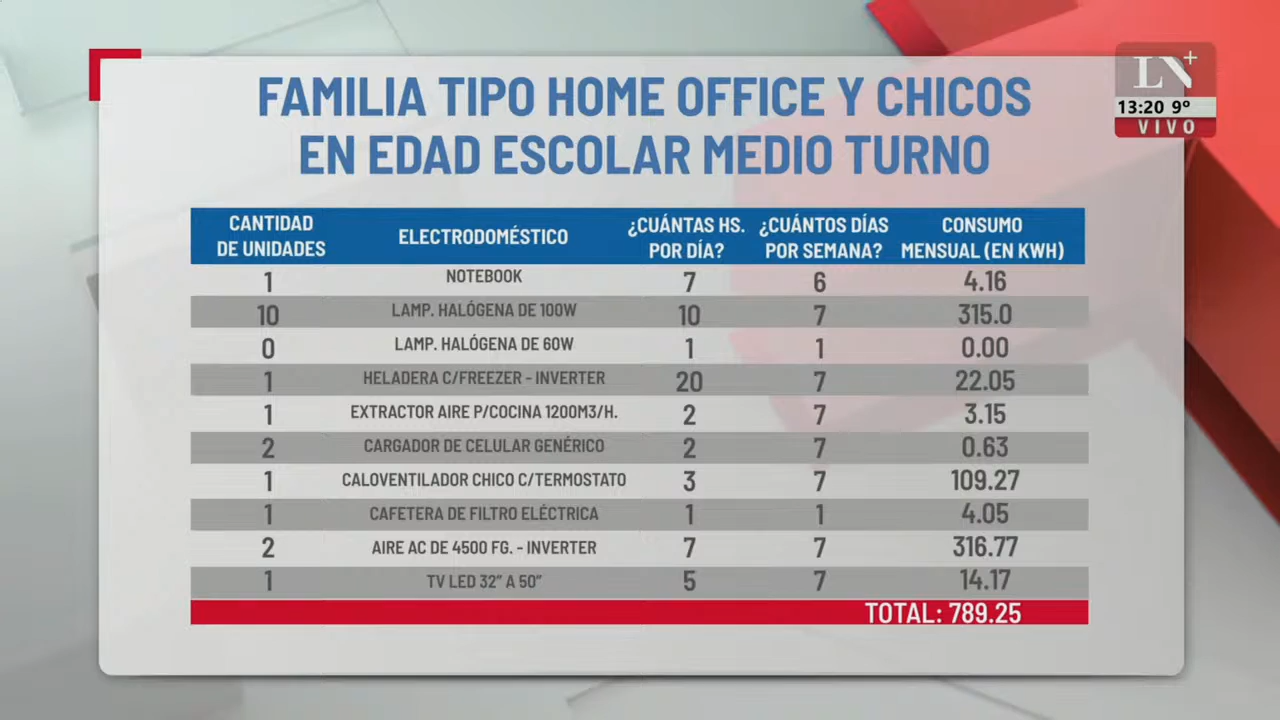 FAMILIA TIPO HOME OFFICE Y CHICOS
EN EDAD ESCOLAR MEDIO TURNO
LN+
13:20 9º
VIVO
CANTIDAD DE UNIDADES ELECTRODOMÉSTICO ¿CUÁNTAS HS. POR DÍA? ¿CUÁNTOS DÍAS POR SEMANA? CONSUMO MENSUAL (EN KWH)
1 NOTEBOOK 7 6 4.16
10 LAMP. HALÓGENA DE 100W 10 7 315.0
0 LAMP. HALÓGENA DE 60W 1 1 0.00
1 HELADERA C/FREEZER - INVERTER 20 7 22.05
1 EXTRACTOR AIRE P/COCINA 1200M3/H. 2 7 3.15
2 CARGADOR DE CELULAR GENÉRICO 2 7 0.63
1 CALOVENTILADOR CHICO C/TERMOSTATO 3 7 109.27
1 CAFETERA DE FILTRO ELÉCTRICA 1 1 4.05
2 AIRE AC DE 4500 FG. - INVERTER 7 7 316.77
1 TV LED 32” A 50” 5 7 14.17
TOTAL: 789.25